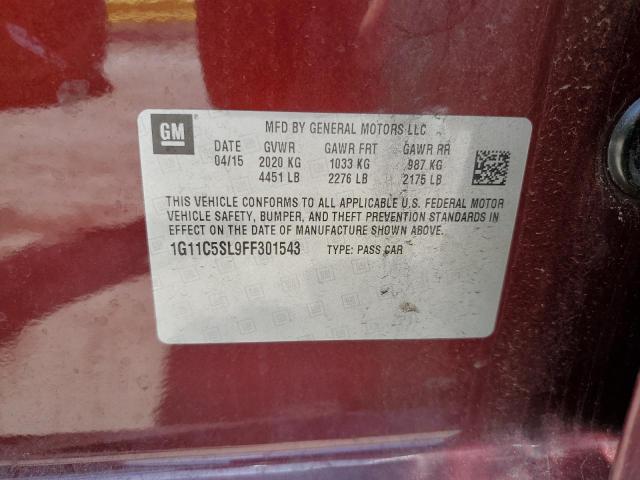 GM
MFD BY GENERAL MOTORS LLC
DATE GVWR GAWR FRT GAWR RR
04/15 2020 KG 1033 KG 987 KG
4451 LB 2276 LB 2175 LB
THIS VEHICLE CONFORMS TO ALL APPLICABLE U.S. FEDERAL MOTOR
VEHICLE SAFETY, BUMPER, AND THEFT PREVENTION STANDARDS IN
EFFECT ON THE DATE OF MANUFACTURE SHOWN ABOVE.
1G11C5SL9FF301543 TYPE: PASS CAR